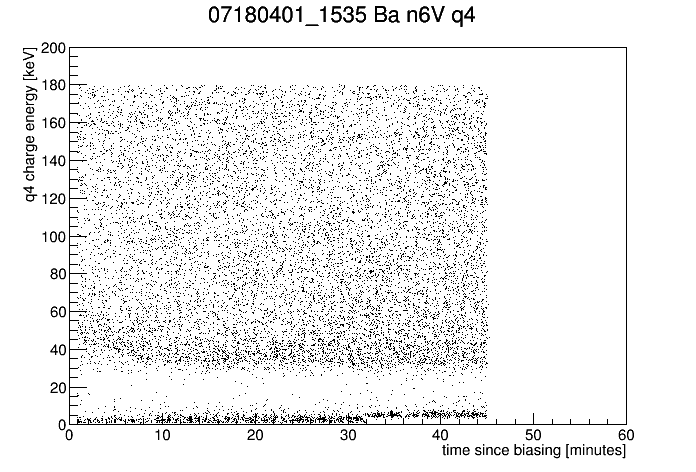 07180401_1535 Ba n6V q4
q4 charge energy [keV]
200
180
160
140
120
100
80
60
40
20
0
0 10 20 30 40 50 60
time since biasing [minutes]